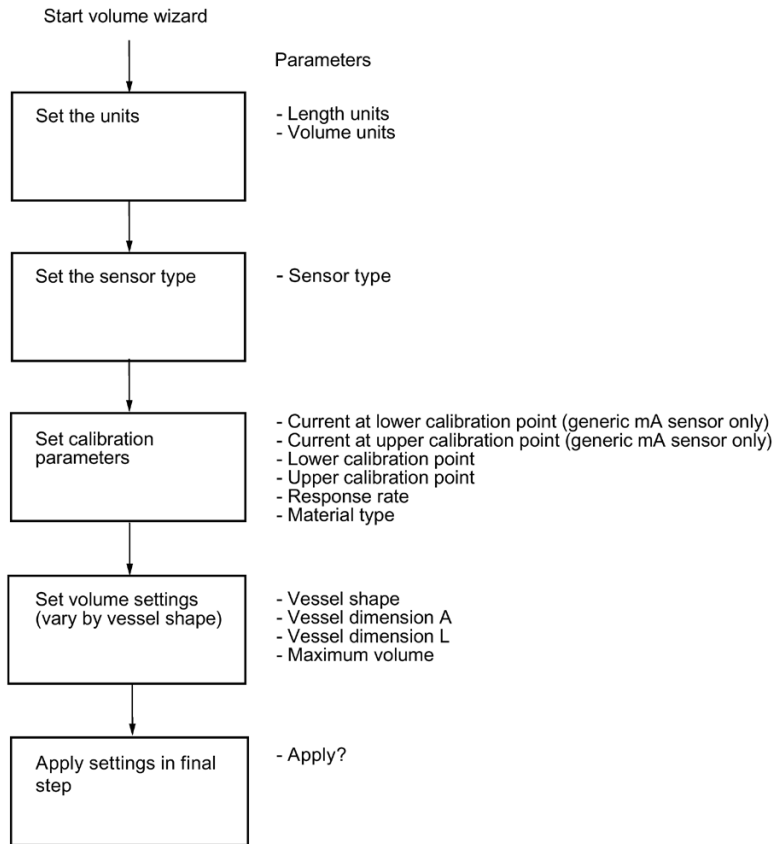 Start volume wizard
Parameters
Set the units
- Length units
- Volume units
Set the sensor type
- Sensor type
Set calibration
parameters
- Current at lower calibration point (generic mA sensor only)
- Current at upper calibration point (generic mA sensor only)
- Lower calibration point
- Upper calibration point
- Response rate
- Material type
Set volume settings
(vary by vessel shape)
- Vessel shape
- Vessel dimension A
- Vessel dimension L
- Maximum volume
Apply settings in final
step
- Apply?